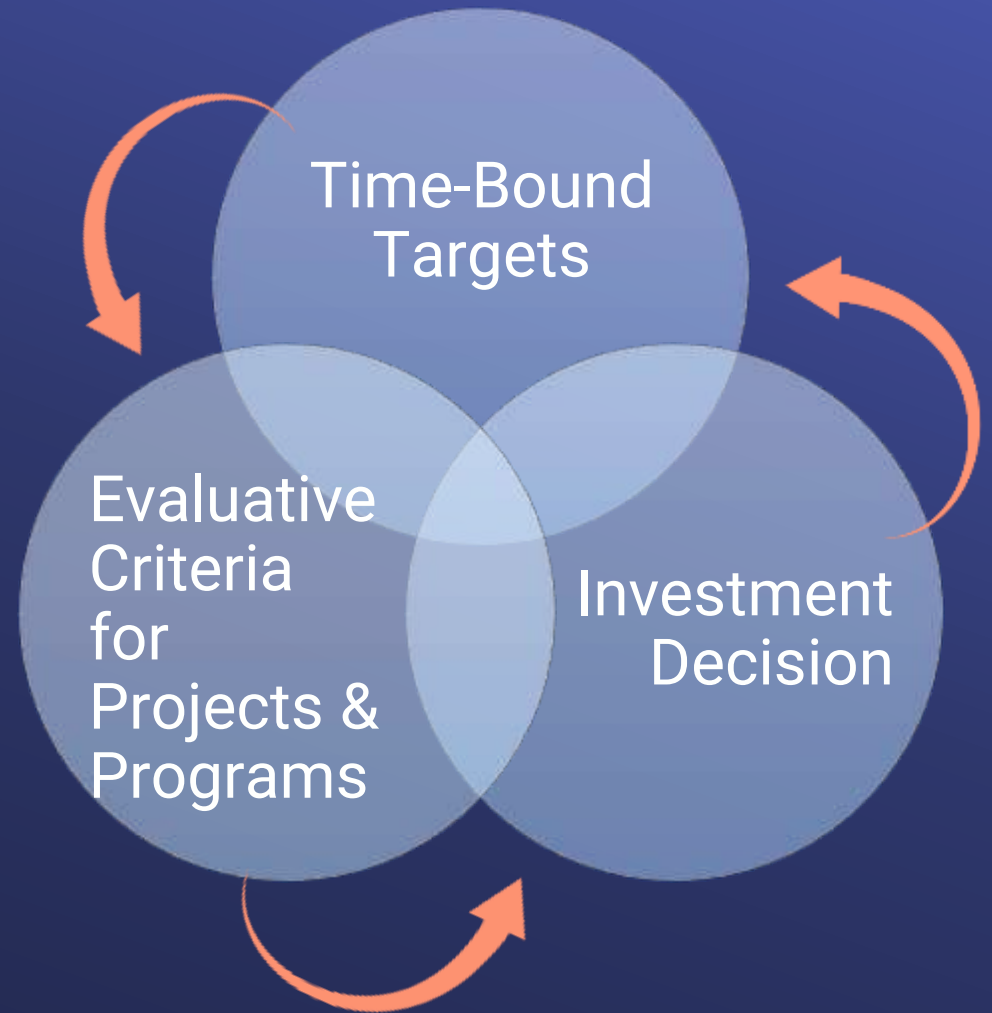 Time-Bound
Targets
Evaluative
Criteria
for
Projects &
Programs
Investment
Decision